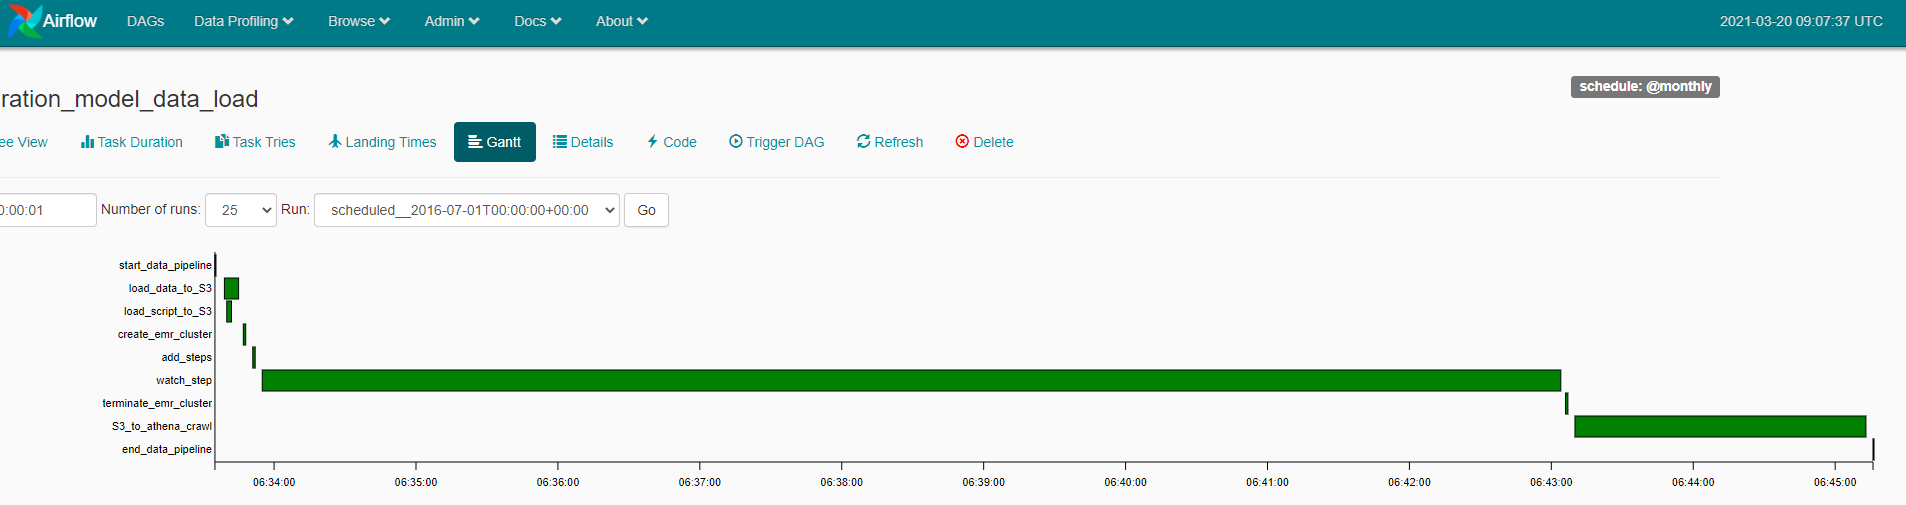 Airflow DAGs Data Profiling Browse Admin Docs About 2021-03-20 09:07:37 UTC
schedule: @monthly
ration_model_data_load
ee View Task Duration Task Tries Landing Times Gantt Details Code Trigger DAG Refresh Delete
0:00:01 Number of runs: 25 Run: scheduled__2016-07-01T00:00:00+00:00 Go
start_data_pipeline
load_data_to_S3
load_script_to_S3
create_emr_cluster
add_steps
watch_step
terminate_emr_cluster
S3_to_athena_crawl
end_data_pipeline
06:34:00 06:35:00 06:36:00 06:37:00 06:38:00 06:39:00 06:40:00 06:41:00 06:42:00 06:43:00 06:44:00 06:45:00